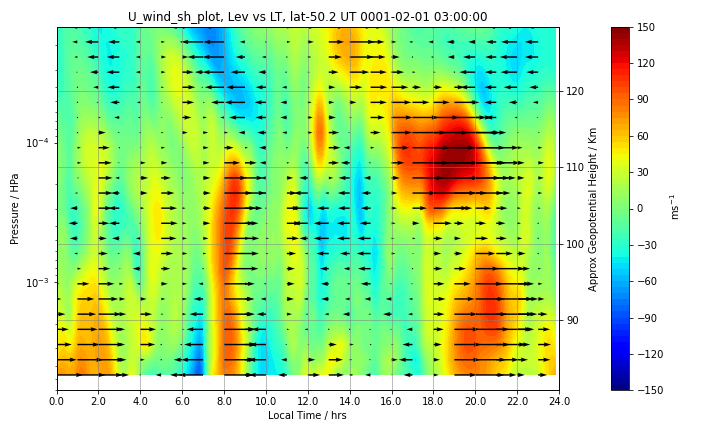 U_wind_sh_plot, Lev vs LT, lat-50.2 UT 0001-02-01 03:00:00
Pressure / HPa
10⁻⁴
10⁻³
0.0 2.0 4.0 6.0 8.0 10.0 12.0 14.0 16.0 18.0 20.0 22.0 24.0
Local Time / hrs
120
110
100
90
Approx Geopotential Height / Km
150
120
90
60
30
0
−30
−60
−90
−120
−150
ms⁻¹